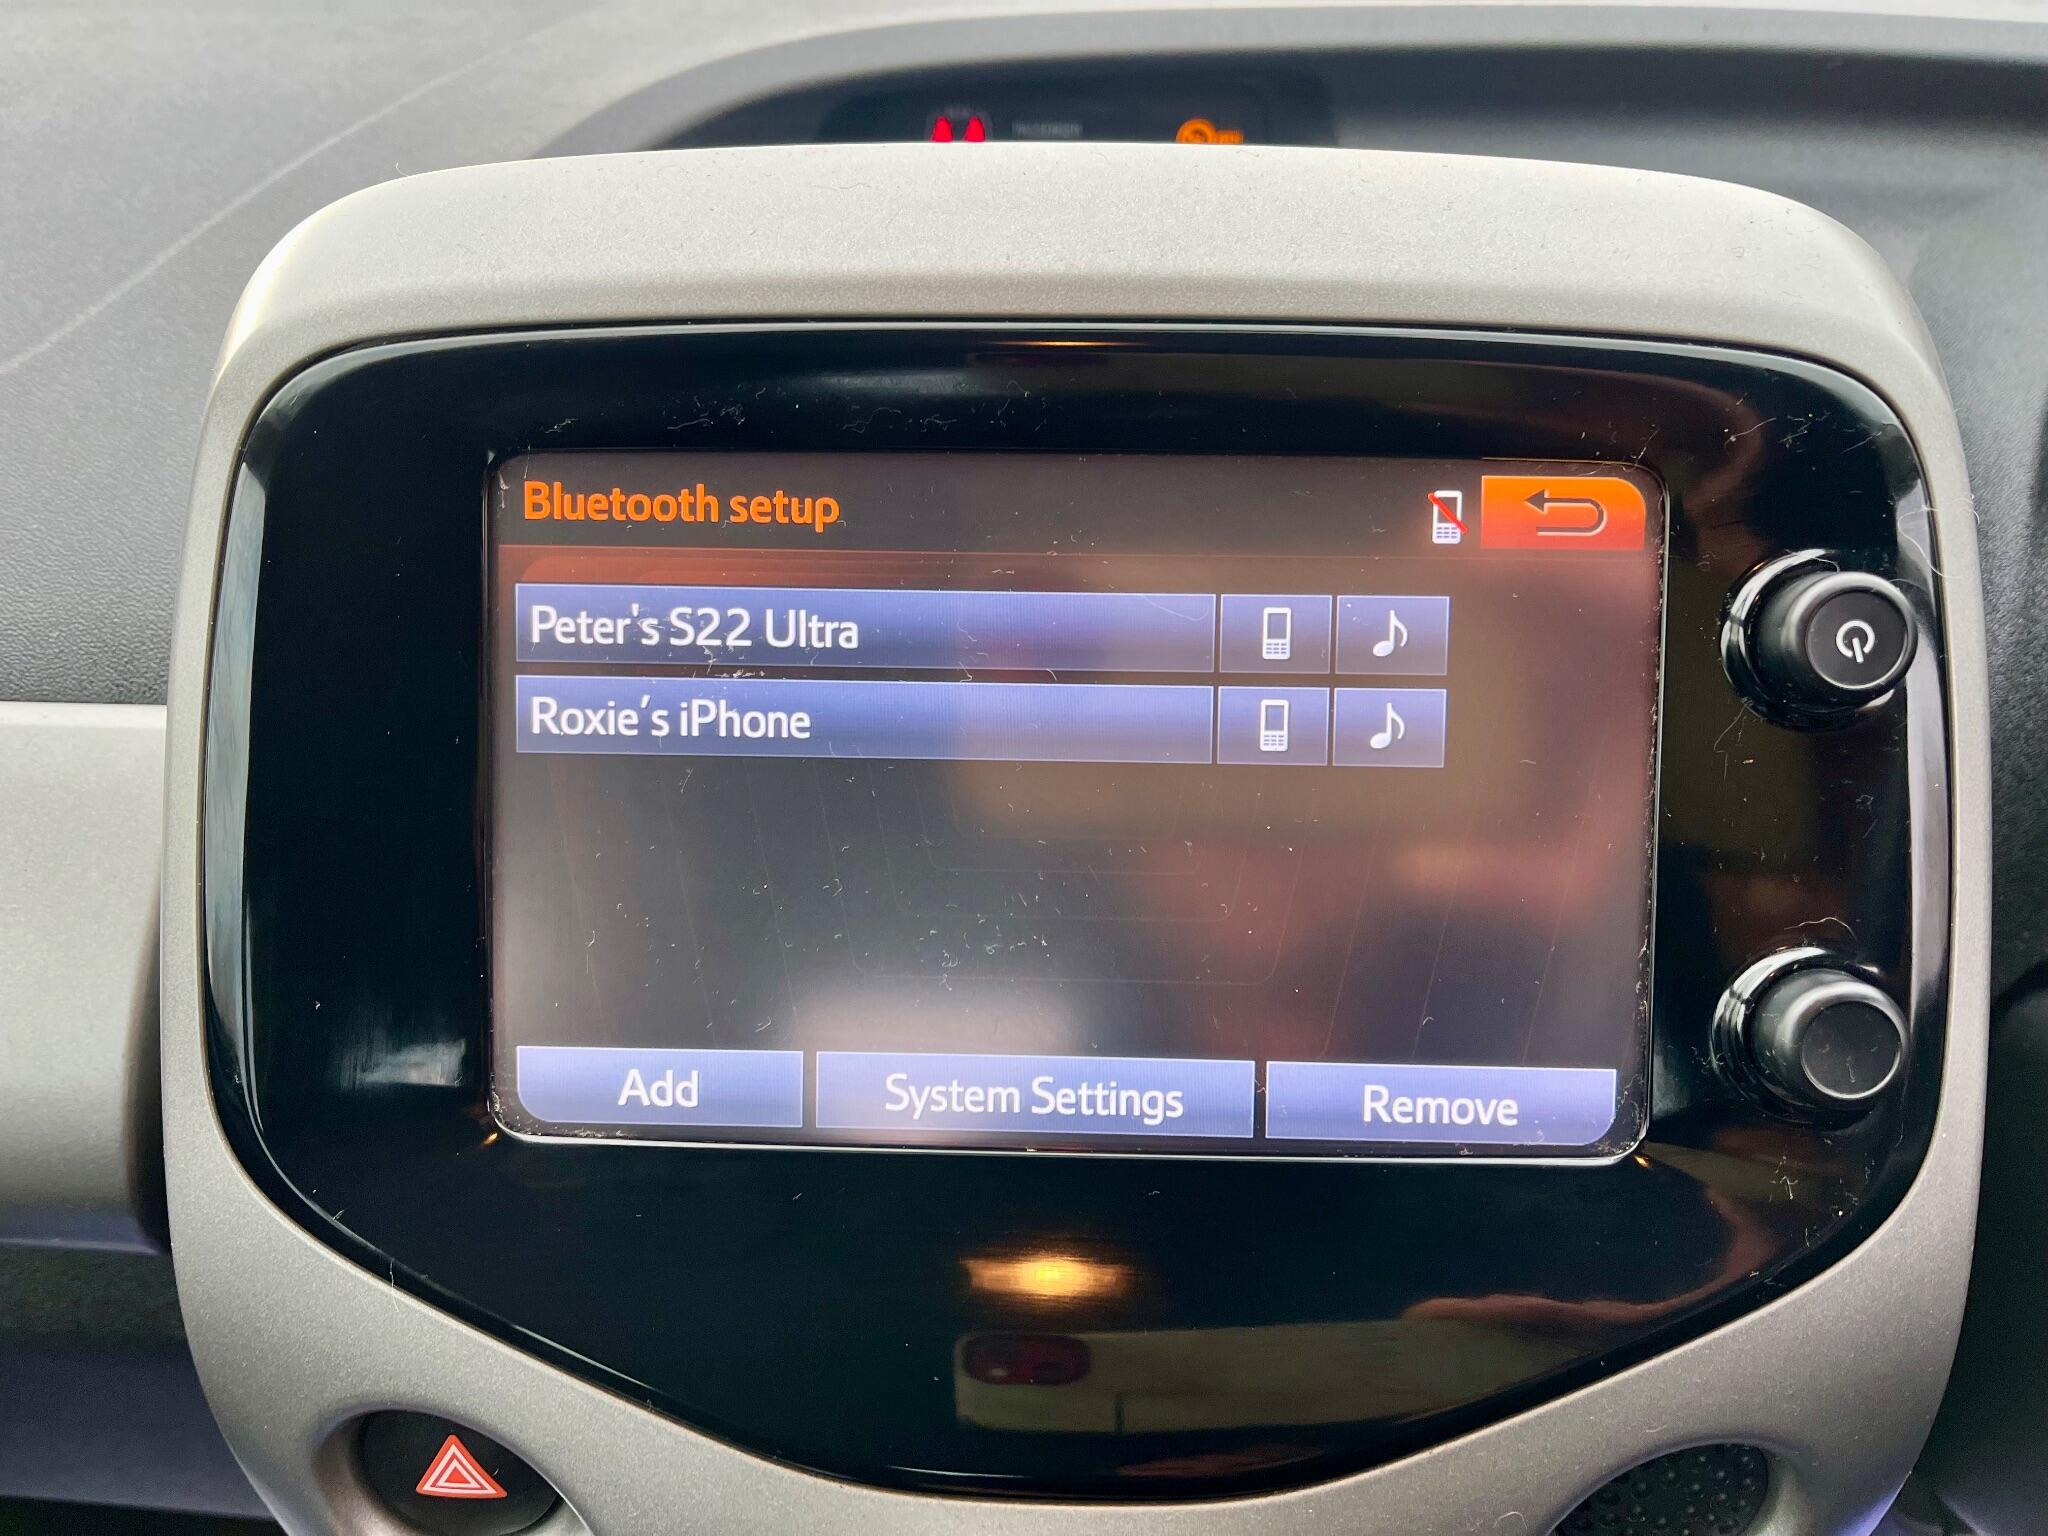 Bluetooth setup
Peter's S22 Ultra
Roxie's iPhone
Add
System Settings
Remove